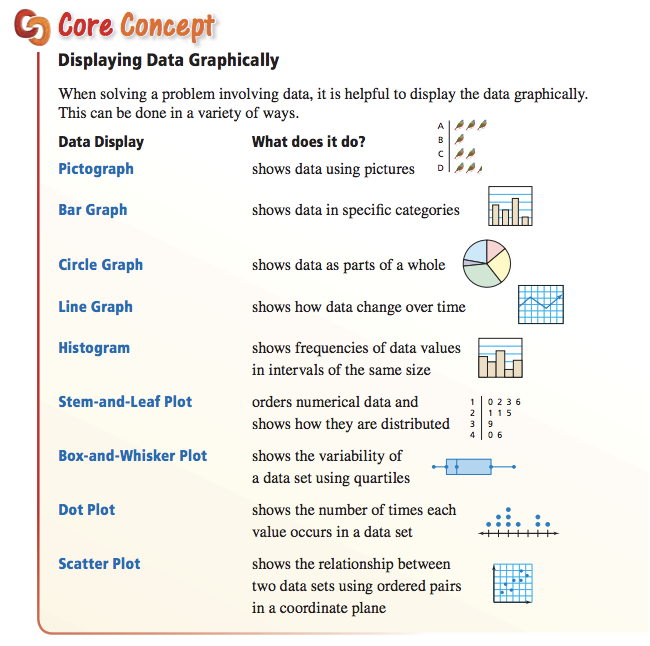 Core Concept
Displaying Data Graphically
When solving a problem involving data, it is helpful to display the data graphically.
This can be done in a variety of ways.
Data Display What does it do?
A
B
C
D
Pictograph shows data using pictures
Bar Graph shows data in specific categories
Circle Graph shows data as parts of a whole
Line Graph shows how data change over time
Histogram shows frequencies of data values
in intervals of the same size
Stem-and-Leaf Plot orders numerical data and
shows how they are distributed
1 0 2 3 6
2 1 1 5
3 9
4 0 6
Box-and-Whisker Plot shows the variability of
a data set using quartiles
Dot Plot shows the number of times each
value occurs in a data set
Scatter Plot shows the relationship between
two data sets using ordered pairs
in a coordinate plane